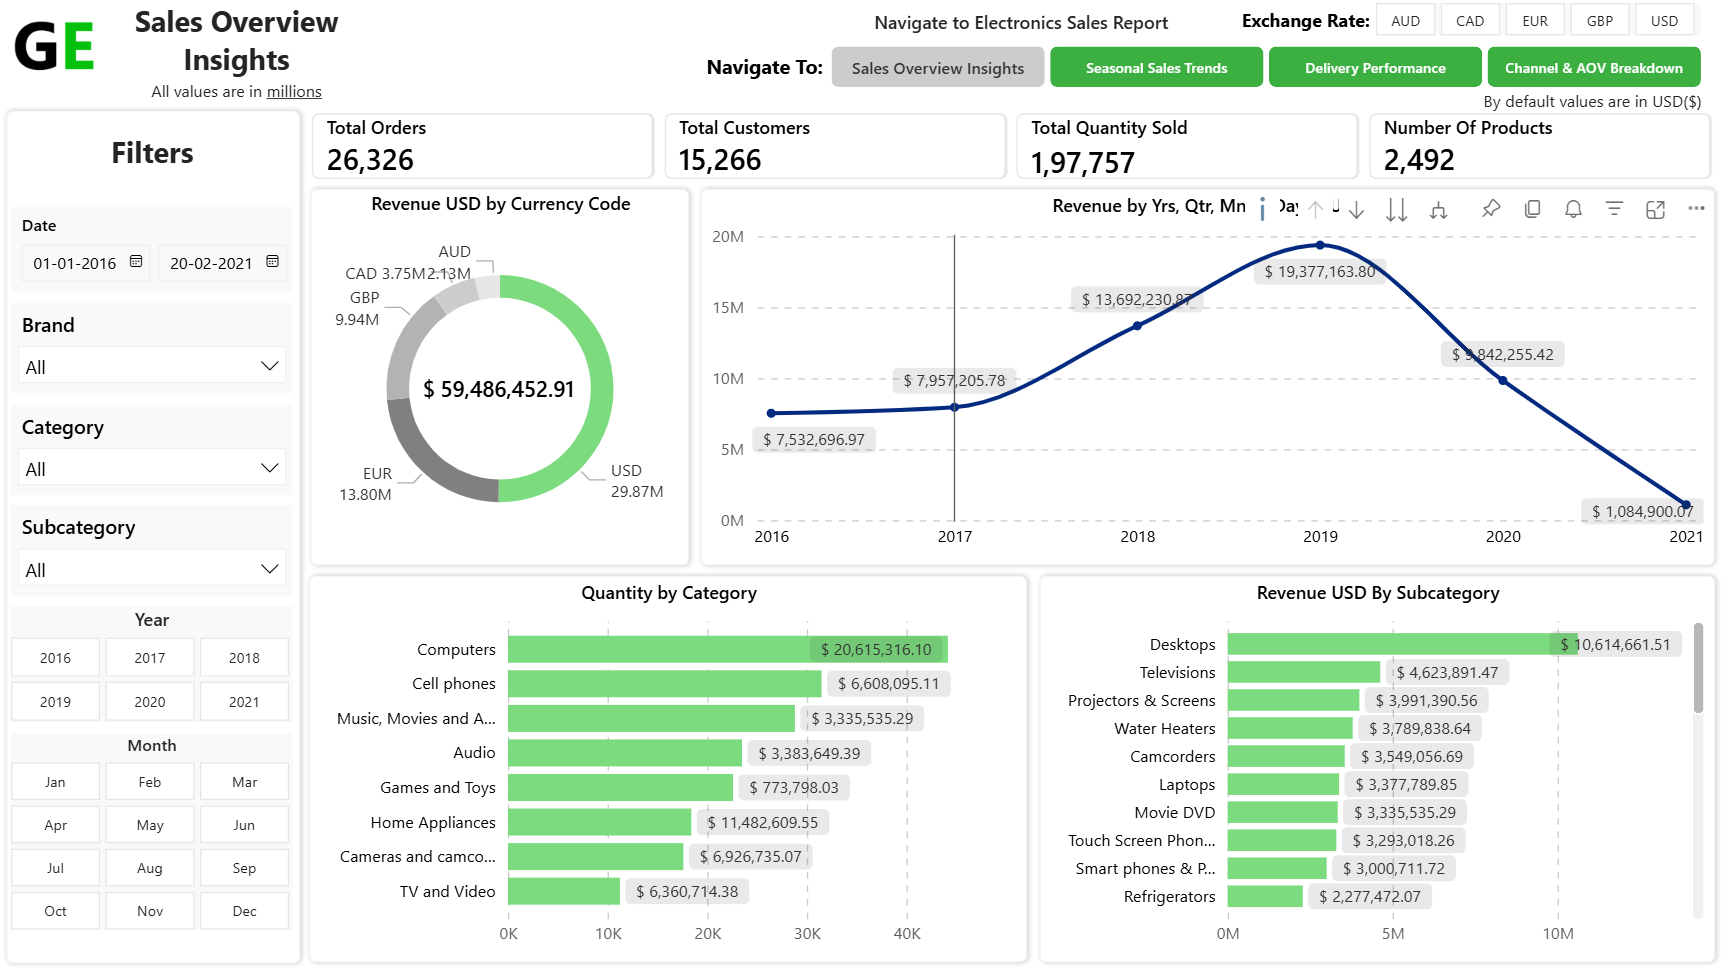 GE
Sales Overview
Insights
All values are in millions
Navigate to Electronics Sales Report
Exchange Rate:
AUD
CAD
EUR
GBP
USD
Navigate To:
Sales Overview Insights
Seasonal Sales Trends
Delivery Performance
Channel & AOV Breakdown
By default values are in USD($)
Filters
Date
01-01-2016
20-02-2021
Brand
All
Category
All
Subcategory
All
Year
2016
2017
2018
2019
2020
2021
Month
Jan
Feb
Mar
Apr
May
Jun
Jul
Aug
Sep
Oct
Nov
Dec
Total Orders
26,326
Total Customers
15,266
Total Quantity Sold
1,97,757
Number Of Products
2,492
Revenue USD by Currency Code
AUD
2.13M
CAD 3.75M
GBP
9.94M
EUR
13.80M
USD
29.87M
$ 59,486,452.91
Revenue by Yrs, Qtr, Mn
20M
15M
10M
5M
0M
$ 7,532,696.97
$ 7,957,205.78
$ 13,692,230.87
$ 19,377,163.80
$ 9,842,255.42
$ 1,084,900.07
2016
2017
2018
2019
2020
2021
Quantity by Category
Computers
$ 20,615,316.10
Cell phones
$ 6,608,095.11
Music, Movies and A...
$ 3,335,535.29
Audio
$ 3,383,649.39
Games and Toys
$ 773,798.03
Home Appliances
$ 11,482,609.55
Cameras and camco...
$ 6,926,735.07
TV and Video
$ 6,360,714.38
0K
10K
20K
30K
40K
Revenue USD By Subcategory
Desktops
$ 10,614,661.51
Televisions
$ 4,623,891.47
Projectors & Screens
$ 3,991,390.56
Water Heaters
$ 3,789,838.64
Camcorders
$ 3,549,056.69
Laptops
$ 3,377,789.85
Movie DVD
$ 3,335,535.29
Touch Screen Phon...
$ 3,293,018.26
Smart phones & P...
$ 3,000,711.72
Refrigerators
$ 2,277,472.07
0M
5M
10M